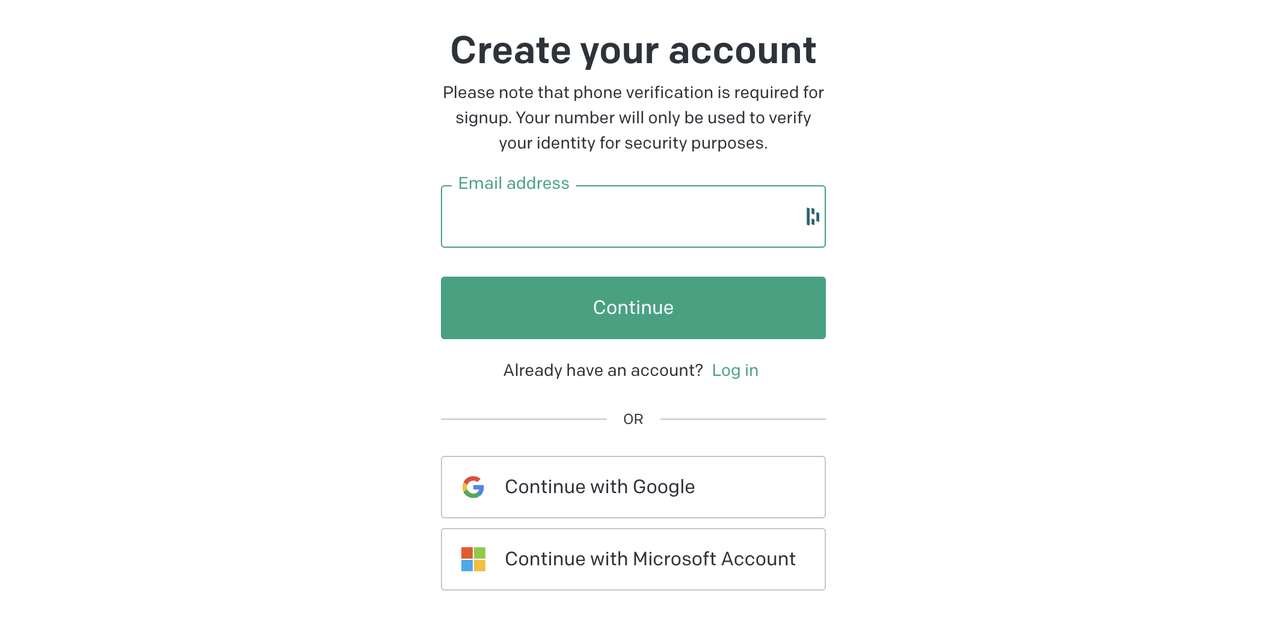 Create your account
Please note that phone verification is required for
signup. Your number will only be used to verify
your identity for security purposes.
Email address
Continue
Already have an account? Log in
OR
Continue with Google
Continue with Microsoft Account